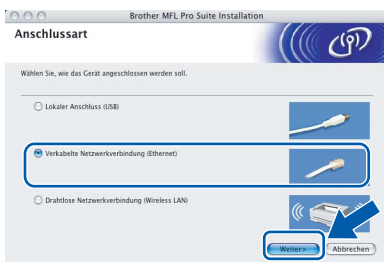 Brother MFL Pro Suite Installation
Anschlussart
Wählen Sie, wie das Gerät angeschlossen werden soll.
Lokaler Anschluss (USB)
Verkabelte Netzwerkverbindung (Ethernet)
Drahtlose Netzwerkverbindung (Wireless LAN)
Weiter> Abbrechen